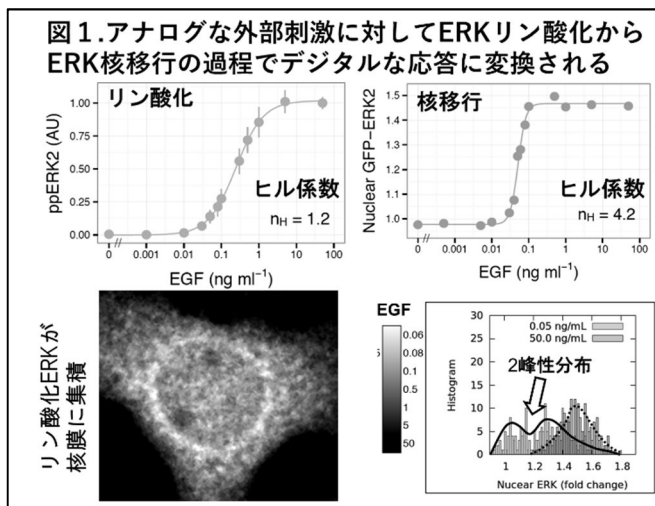 図１.アナログな外部刺激に対してERKリン酸化から
ERK核移行の過程でデジタルな応答に変換される
リン酸化
ppERK2 (AU)
1.00
0.75
0.50
0.25
0.00
ヒル係数
nH = 1.2
0 0.001 0.01 0.1 1 10 100
EGF (ng ml⁻¹)
核移行
Nuclear GFP-ERK2
1.5
1.4
1.3
1.2
1.1
1.0
ヒル係数
nH = 4.2
0 0.001 0.01 0.1 1 10 100
EGF (ng ml⁻¹)
リン酸化ERKが
核膜に集積
EGF
0.06
0.08
0.1
0.5
1
5
50
Histogram
30
25
20
15
10
5
0
0.05 ng/mL
50.0 ng/mL
2峰性分布
1 1.2 1.4 1.6 1.8
Nucear ERK (fold change)